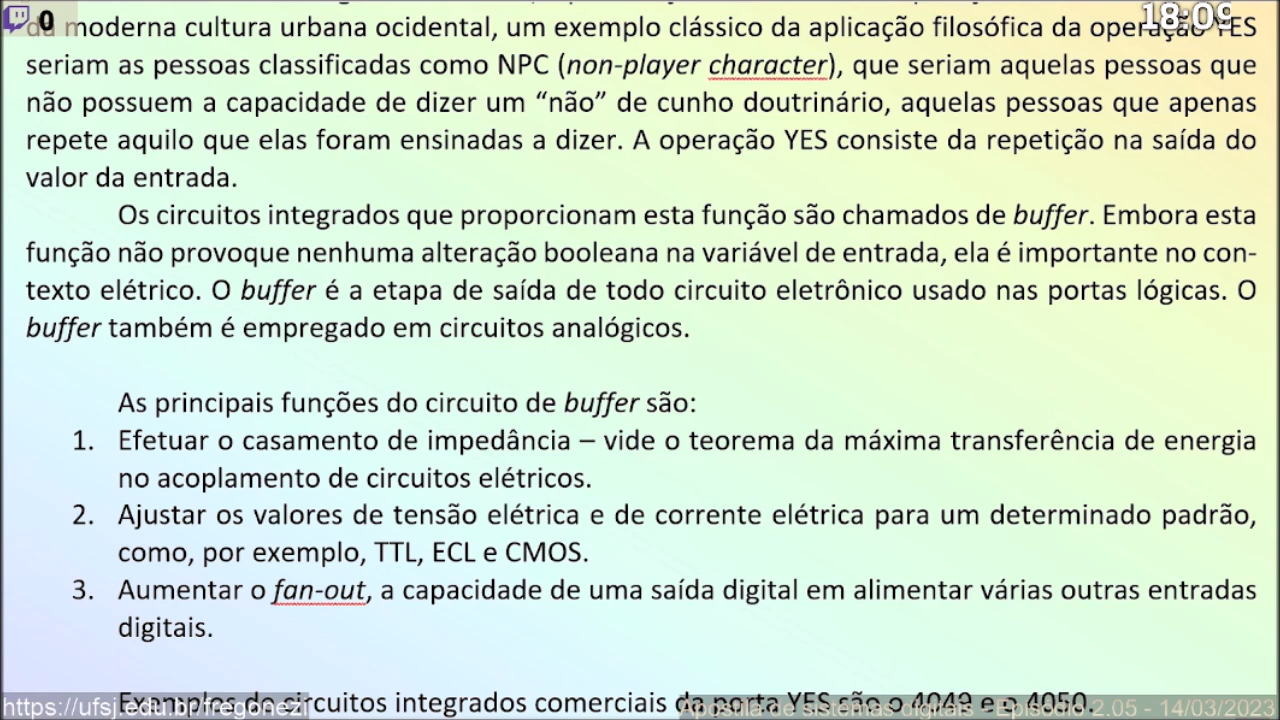 0
18:09
da moderna cultura urbana ocidental, um exemplo clássico da aplicação filosófica da operação YES
seriam as pessoas classificadas como NPC (non-player character), que seriam aquelas pessoas que
não possuem a capacidade de dizer um “não” de cunho doutrinário, aquelas pessoas que apenas
repete aquilo que elas foram ensinadas a dizer. A operação YES consiste da repetição na saída do
valor da entrada.
Os circuitos integrados que proporcionam esta função são chamados de buffer. Embora esta
função não provoque nenhuma alteração booleana na variável de entrada, ela é importante no con-
texto elétrico. O buffer é a etapa de saída de todo circuito eletrônico usado nas portas lógicas. O
buffer também é empregado em circuitos analógicos.
As principais funções do circuito de buffer são:
1. Efetuar o casamento de impedância – vide o teorema da máxima transferência de energia
no acoplamento de circuitos elétricos.
2. Ajustar os valores de tensão elétrica e de corrente elétrica para um determinado padrão,
como, por exemplo, TTL, ECL e CMOS.
3. Aumentar o fan-out, a capacidade de uma saída digital em alimentar várias outras entradas
digitais.
Exemplos de circuitos integrados comerciais da porta YES são o 4049 e o 4050.
https://ufsj.edu.br/fregonezi
Apostila de sistemas digitais - Episódio 2.05 - 14/03/2023